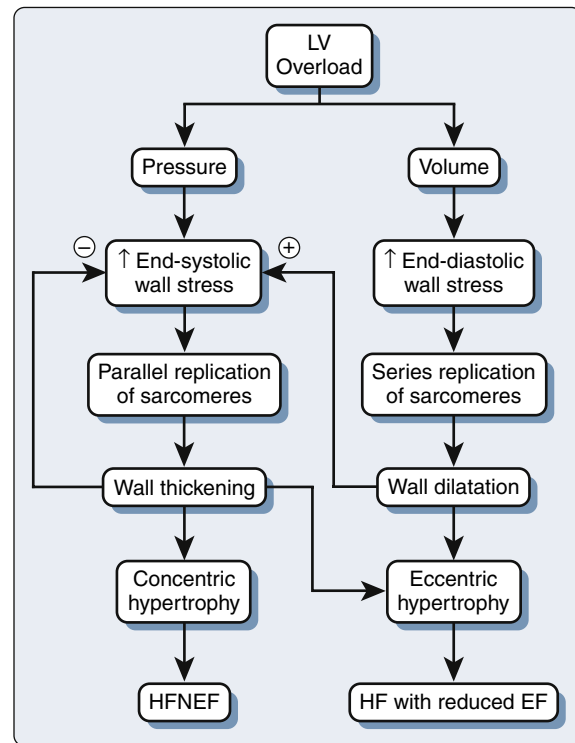 LV
Overload
Pressure
Volume
−
↑ End-systolic
wall stress
+
↑ End-diastolic
wall stress
Parallel replication
of sarcomeres
Series replication
of sarcomeres
Wall thickening
Wall dilatation
Concentric
hypertrophy
Eccentric
hypertrophy
HFNEF
HF with reduced EF